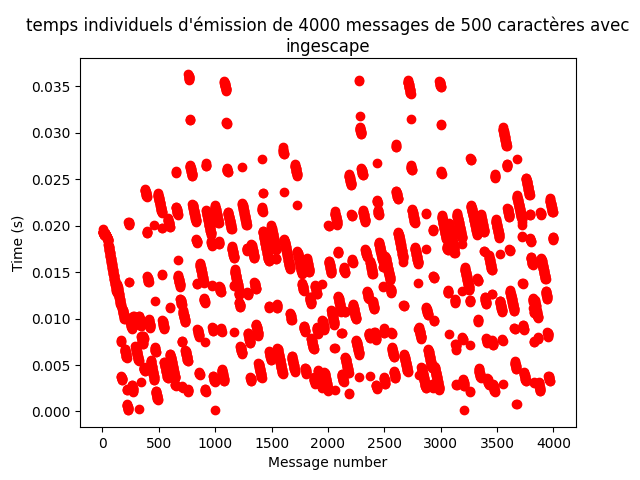 temps individuels d'émission de 4000 messages de 500 caractères avec
ingescape
0.035
0.030
0.025
0.020
0.015
0.010
0.005
0.000
Time (s)
0 500 1000 1500 2000 2500 3000 3500 4000
Message number